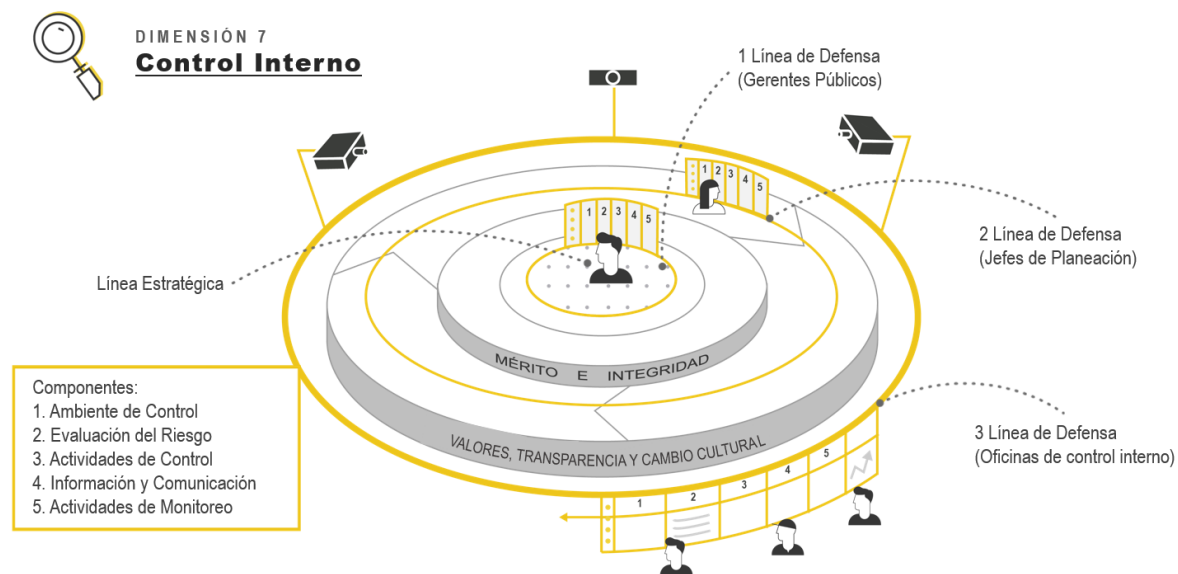 DIMENSIÓN 7
Control Interno
1 Línea de Defensa
(Gerentes Públicos)
1 2 3 4 5
1 2 3 4 5
2 Línea de Defensa
(Jefes de Planeación)
Línea Estratégica
MÉRITO E INTEGRIDAD
VALORES, TRANSPARENCIA Y CAMBIO CULTURAL
Componentes:
1. Ambiente de Control
2. Evaluación del Riesgo
3. Actividades de Control
4. Información y Comunicación
5. Actividades de Monitoreo
3 Línea de Defensa
(Oficinas de control interno)
1 2 3 4 5